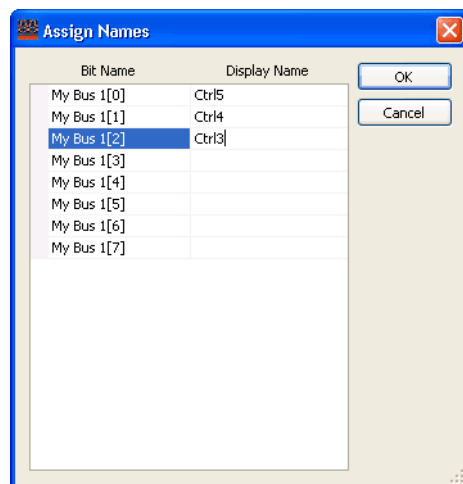 Assign Names
Bit Name Display Name
OK
My Bus 1[0] Ctrl5
My Bus 1[1] Ctrl4
Cancel
My Bus 1[2] Ctrl3
My Bus 1[3]
My Bus 1[4]
My Bus 1[5]
My Bus 1[6]
My Bus 1[7]